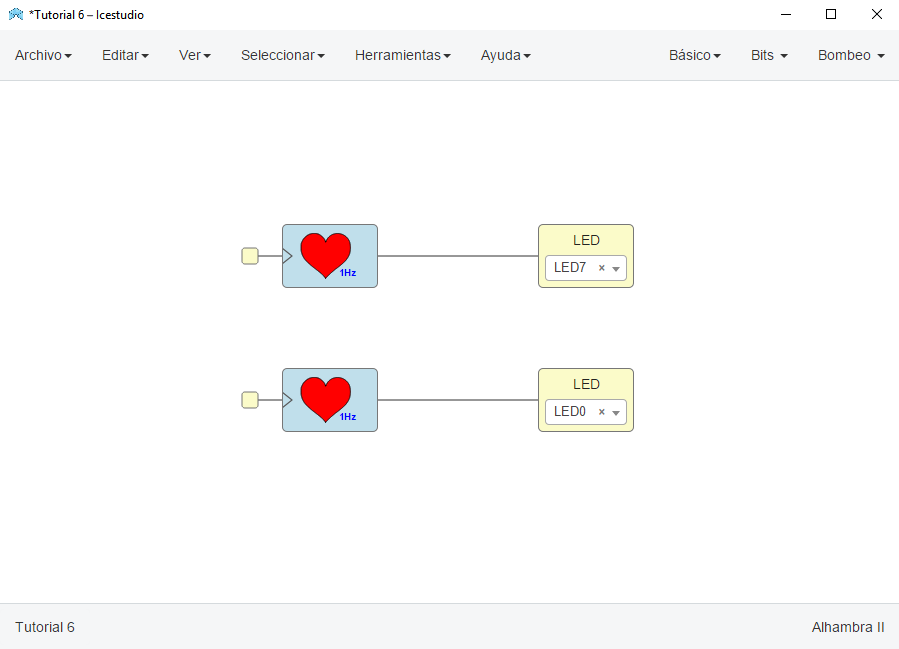 *Tutorial 6 – Icestudio
Archivo Editar Ver Seleccionar Herramientas Ayuda Básico Bits Bombeo
LED
LED7 ×
1Hz
LED
LED0 ×
1Hz
Tutorial 6 Alhambra II